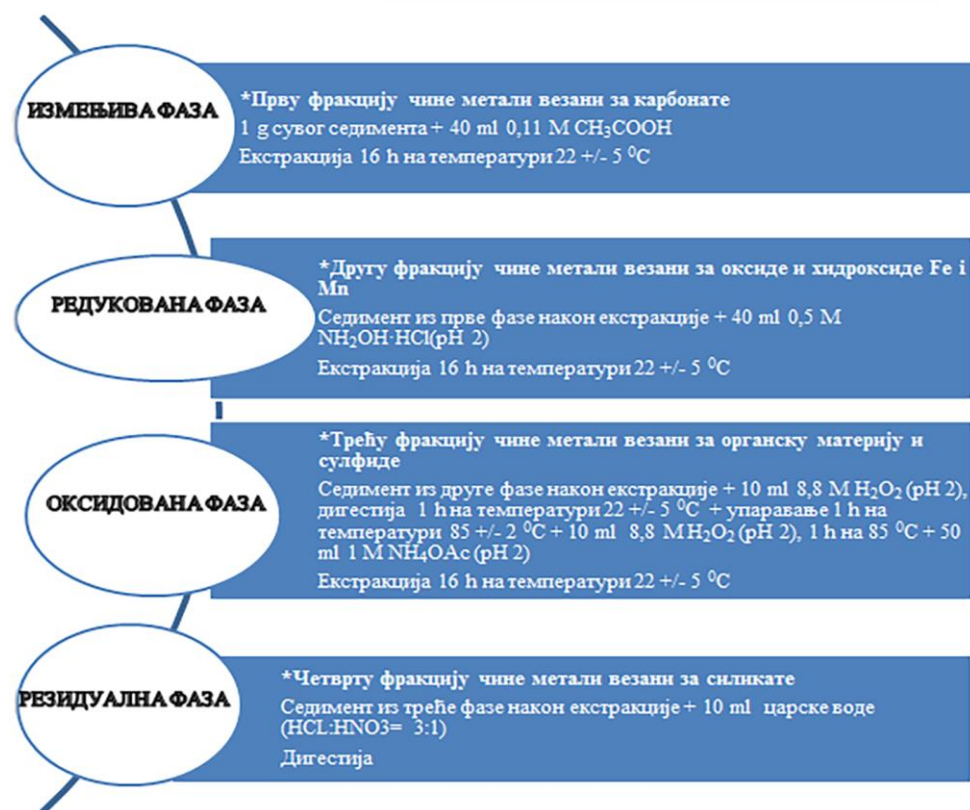 ИЗМЕЊИВА ФАЗА
*Прву фракцију чине метали везани за карбонате
1 g сувог седимента + 40 ml 0,11 M CH₃COOH
Екстракција 16 h на температури 22 +/- 5 ⁰C
РЕДУКОВАНА ФАЗА
*Другу фракцију чине метали везани за оксиде и хидроксиде Fe i
Mn
Седимент из прве фазе након екстракције + 40 ml 0,5 M
NH₂OH·HCl(pH 2)
Екстракција 16 h на температури 22 +/- 5 ⁰C
ОКСИДОВАНА ФАЗА
*Трећу фракцију чине метали везани за органску материју и
сулфиде
Седимент из друге фазе након екстракције + 10 ml 8,8 M H₂O₂ (pH 2),
дигестија 1 h на температури 22 +/- 5 ⁰C + упаравање 1 h на
температури 85 +/- 2 ⁰C + 10 ml 8,8 M H₂O₂ (pH 2), 1 h на 85 ⁰C + 50
ml 1 M NH₄OAc (pH 2)
Екстракција 16 h на температури 22 +/- 5 ⁰C
РЕЗИДУАЛНА ФАЗА
*Четврту фракцију чине метали везани за силикате
Седимент из треће фазе након екстракције + 10 ml царске воде
(HCL:HNO3= 3:1)
Дигестија